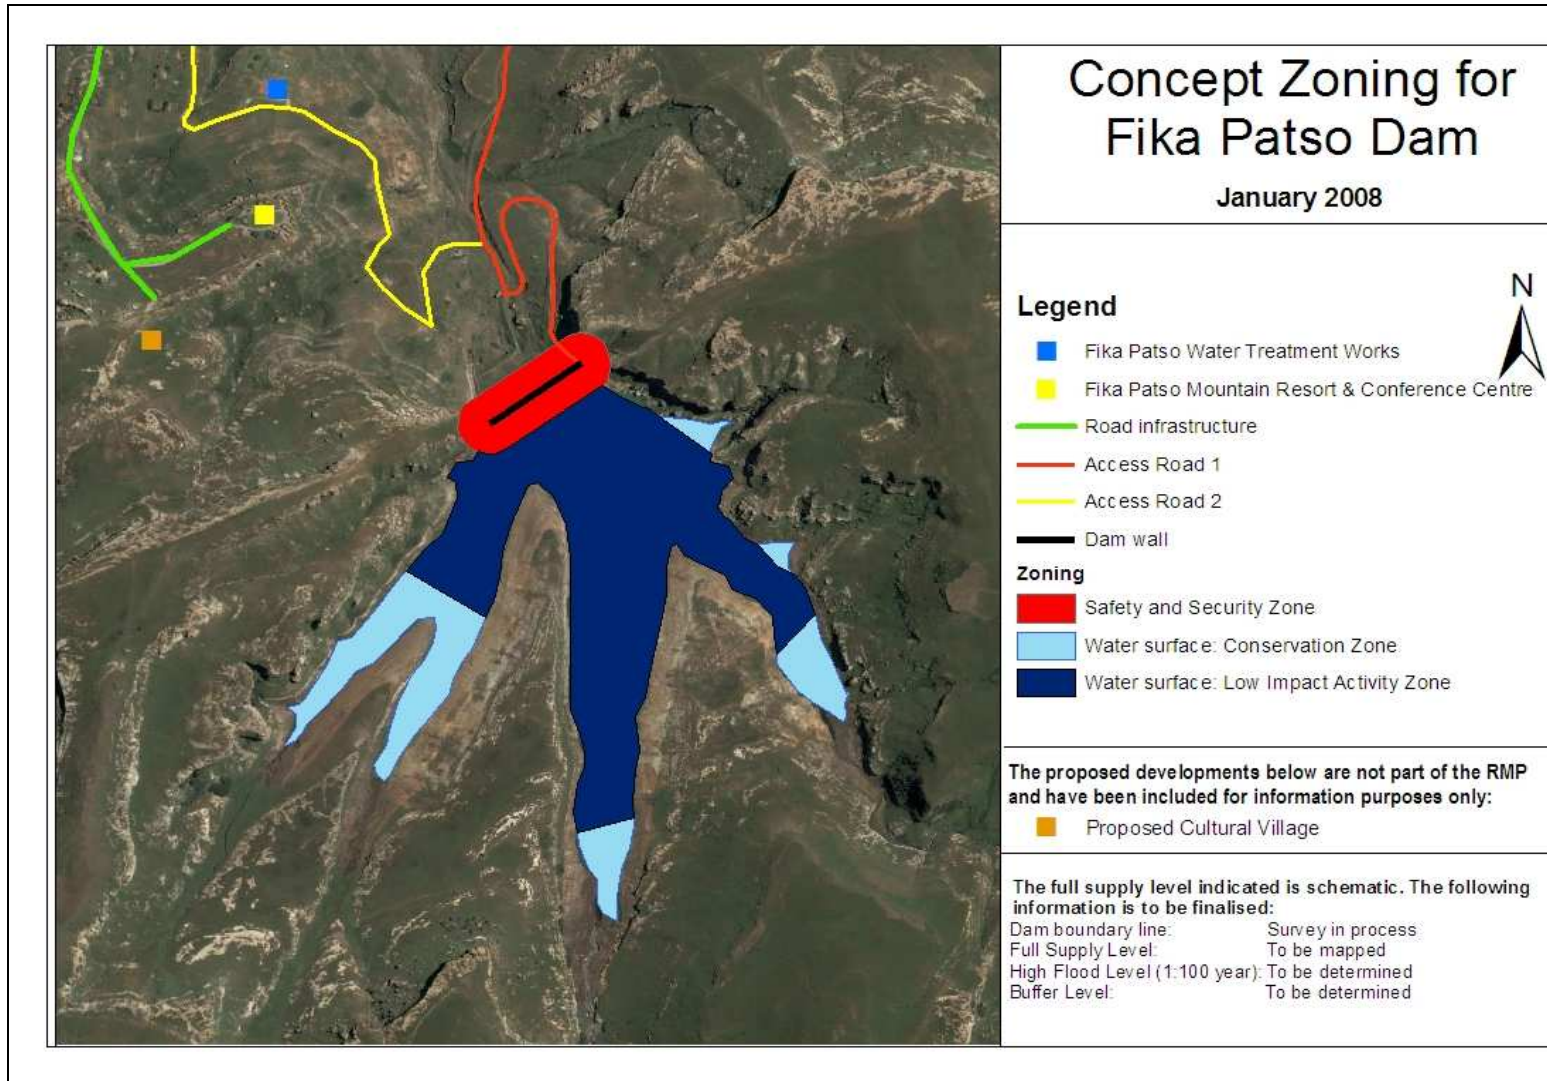 Concept Zoning for
Fika Patso Dam
January 2008
N
Legend
Fika Patso Water Treatment Works
Fika Patso Mountain Resort & Conference Centre
Road infrastructure
Access Road 1
Access Road 2
Dam wall
Zoning
Safety and Security Zone
Water surface: Conservation Zone
Water surface: Low Impact Activity Zone
The proposed developments below are not part of the RMP
and have been included for information purposes only:
Proposed Cultural Village
The full supply level indicated is schematic. The following
information is to be finalised:
Dam boundary line: Survey in process
Full Supply Level: To be mapped
High Flood Level (1:100 year): To be determined
Buffer Level: To be determined